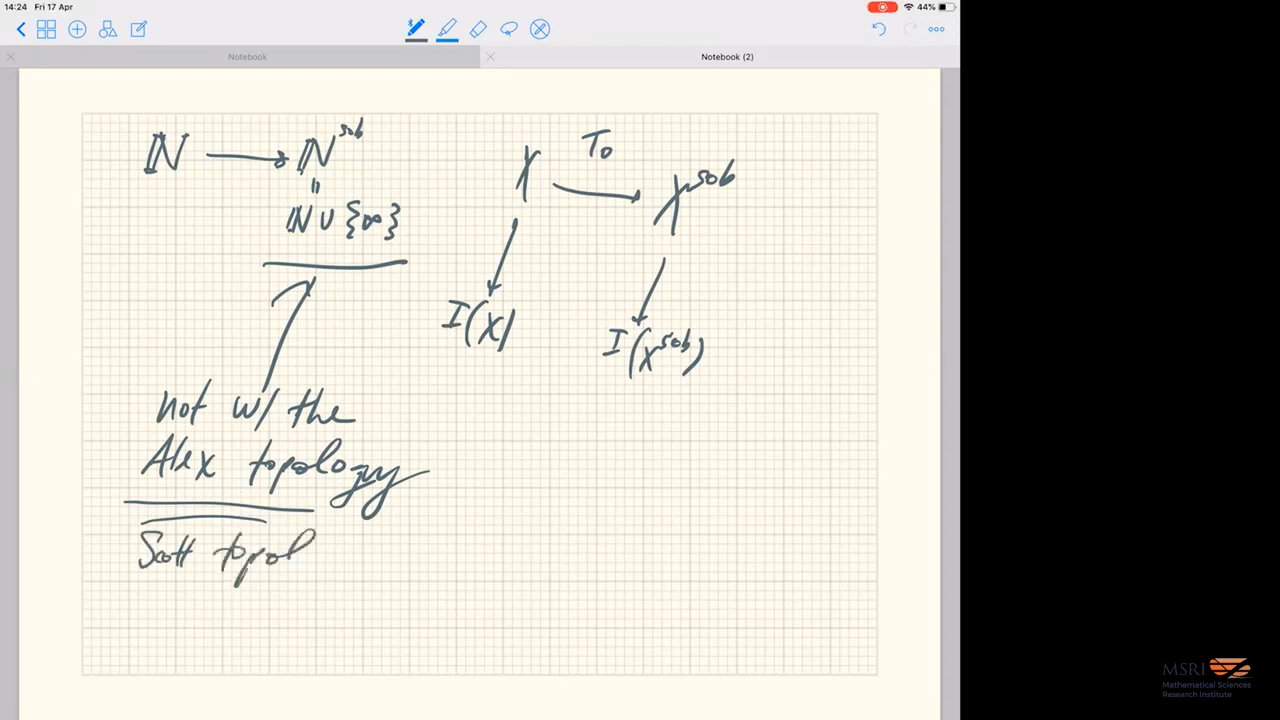 14:24 Fri 17 Apr
44%
Notebook
Notebook (2)
ℕ → ℕ^sob
=
ℕ ∪ {∞}
not w/ the
Alex topology
Scott topol
X T₀ → X^sob
I(X)
I(X^sob)
MSRI
Mathematical Sciences
Research Institute